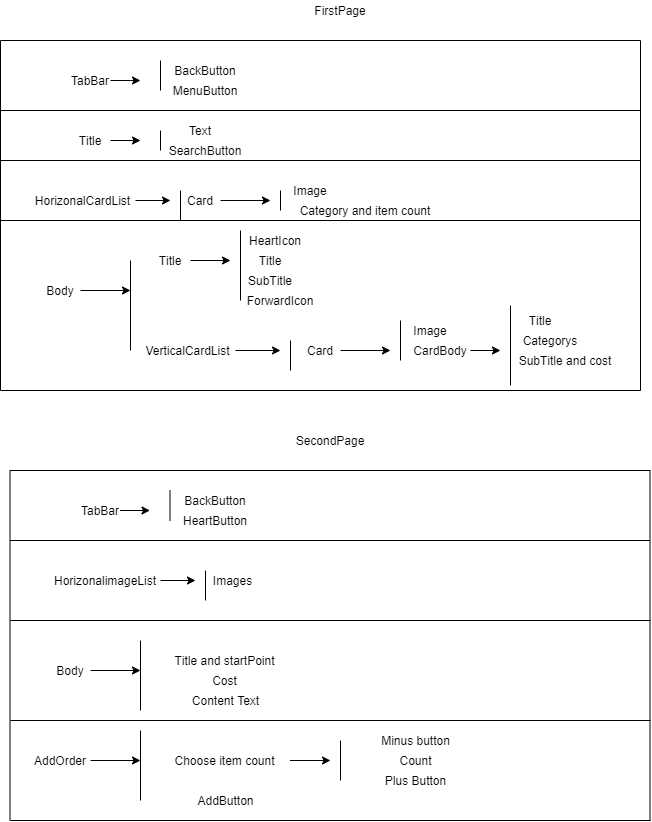 FirstPage
TabBar
BackButton
MenuButton
Title
Text
SearchButton
HorizonalCardList
Card
Image
Category and item count
Body
Title
HeartIcon
Title
SubTitle
ForwardIcon
VerticalCardList
Card
Image
CardBody
Title
Categorys
SubTitle and cost
SecondPage
TabBar
BackButton
HeartButton
HorizonalimageList
Images
Body
Title and startPoint
Cost
Content Text
AddOrder
Choose item count
Minus button
Count
Plus Button
AddButton